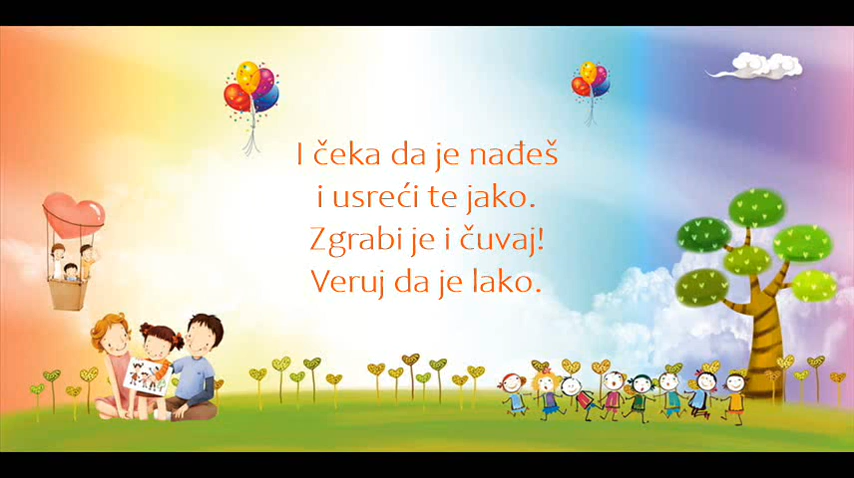 I čeka da je nađeš
i usreći te jako.
Zgrabi je i čuvaj!
Veruj da je lako.